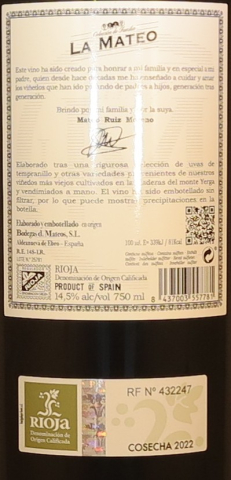 LA MATEO
Este vino ha sido creado para honrar a mi familia y en especial a mi
padre, quien desde hace décadas me ha enseñado a cuidar y amar
los viñedos que han ido pasando de padres a hijos, generación tras
generación.
Brindo por mi familia y por la suya.
Mateo Ruiz Moreno
Elaborado tras una rigurosa selección de uvas de
tempranillo y otras variedades provenientes de nuestros
viñedos más viejos cultivados en la laderas del monte Yerga
y vendimiados a mano. El vino ha sido embotellado sin
filtrar, por lo que puede mostrar precipitaciones en la
botella.
Elaborado y embotellado en origen
Bodegas d. Mateos, S.L.
Aldeanueva de Ebro - España
RIOJA
Denominación de Origen Calificada
PRODUCT OF SPAIN
14,5% alc/vol 750 ml
RIOJA
Denominación de
Origen Calificada
RF Nº 432247
COSECHA 2022